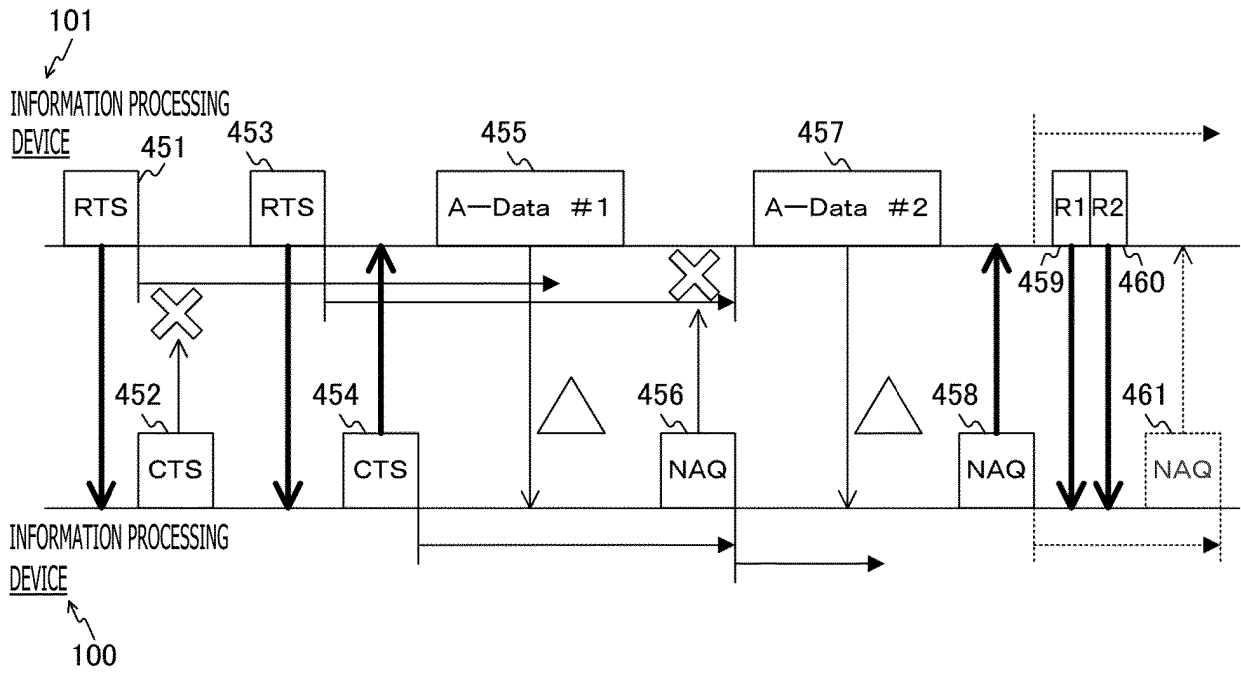 101
INFORMATION PROCESSING
DEVICE
451
453
455
457
RTS
RTS
A-Data #1
A-Data #2
R1
R2
459
460
452
454
456
458
461
CTS
CTS
NAQ
NAQ
NAQ
INFORMATION PROCESSING
DEVICE
100